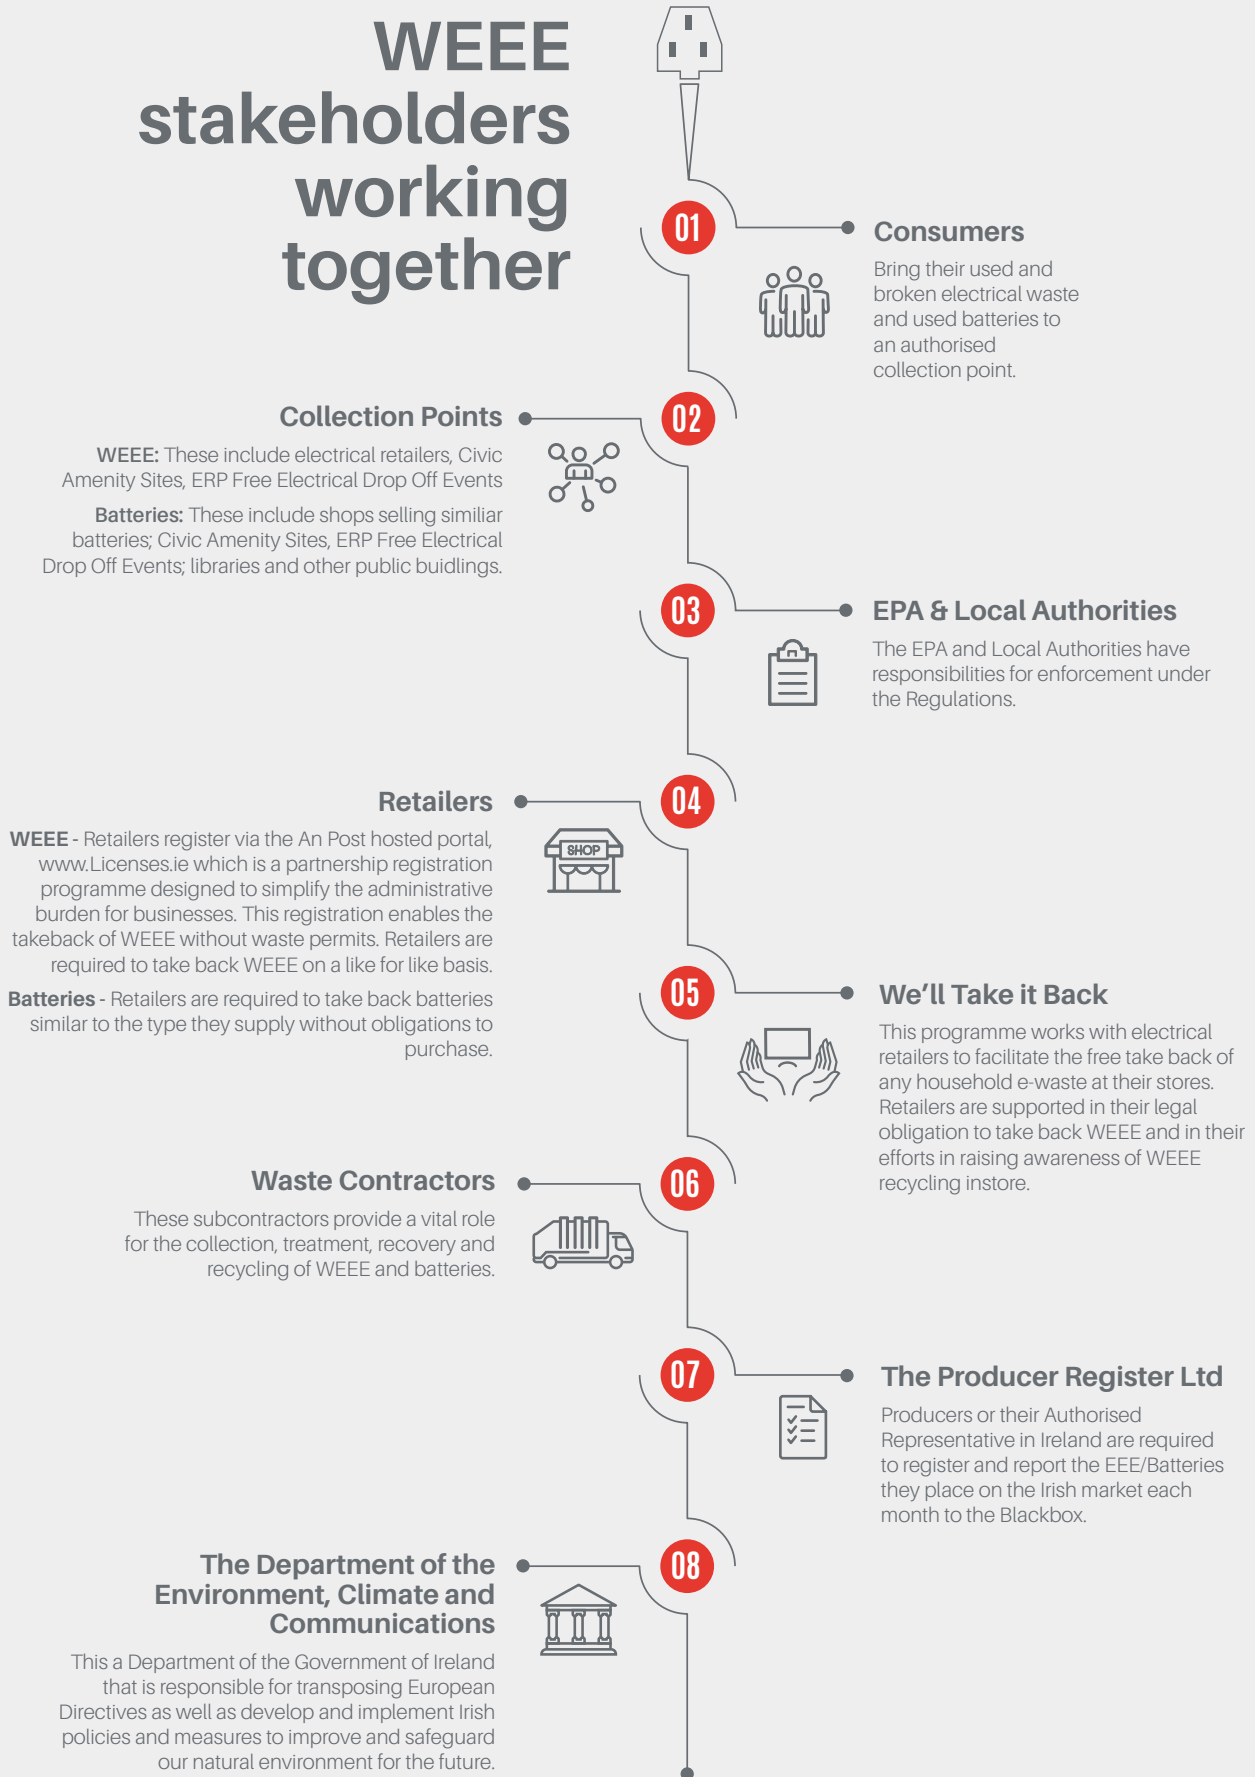 WEEE
stakeholders
working
together
01
Consumers
Bring their used and
broken electrical waste
and used batteries to
an authorised
collection point.
02
Collection Points
WEEE: These include electrical retailers, Civic
Amenity Sites, ERP Free Electrical Drop Off Events
Batteries: These include shops selling similiar
batteries; Civic Amenity Sites, ERP Free Electrical
Drop Off Events; libraries and other public buidlings.
03
EPA & Local Authorities
The EPA and Local Authorities have
responsibilities for enforcement under
the Regulations.
04
Retailers
WEEE - Retailers register via the An Post hosted portal,
www.Licenses.ie which is a partnership registration
programme designed to simplify the administrative
burden for businesses. This registration enables the
takeback of WEEE without waste permits. Retailers are
required to take back WEEE on a like for like basis.
Batteries - Retailers are required to take back batteries
similar to the type they supply without obligations to
purchase.
SHOP
05
We’ll Take it Back
This programme works with electrical
retailers to facilitate the free take back of
any household e-waste at their stores.
Retailers are supported in their legal
obligation to take back WEEE and in their
efforts in raising awareness of WEEE
recycling instore.
06
Waste Contractors
These subcontractors provide a vital role
for the collection, treatment, recovery and
recycling of WEEE and batteries.
07
The Producer Register Ltd
Producers or their Authorised
Representative in Ireland are required
to register and report the EEE/Batteries
they place on the Irish market each
month to the Blackbox.
08
The Department of the
Environment, Climate and
Communications
This a Department of the Government of Ireland
that is responsible for transposing European
Directives as well as develop and implement Irish
policies and measures to improve and safeguard
our natural environment for the future.